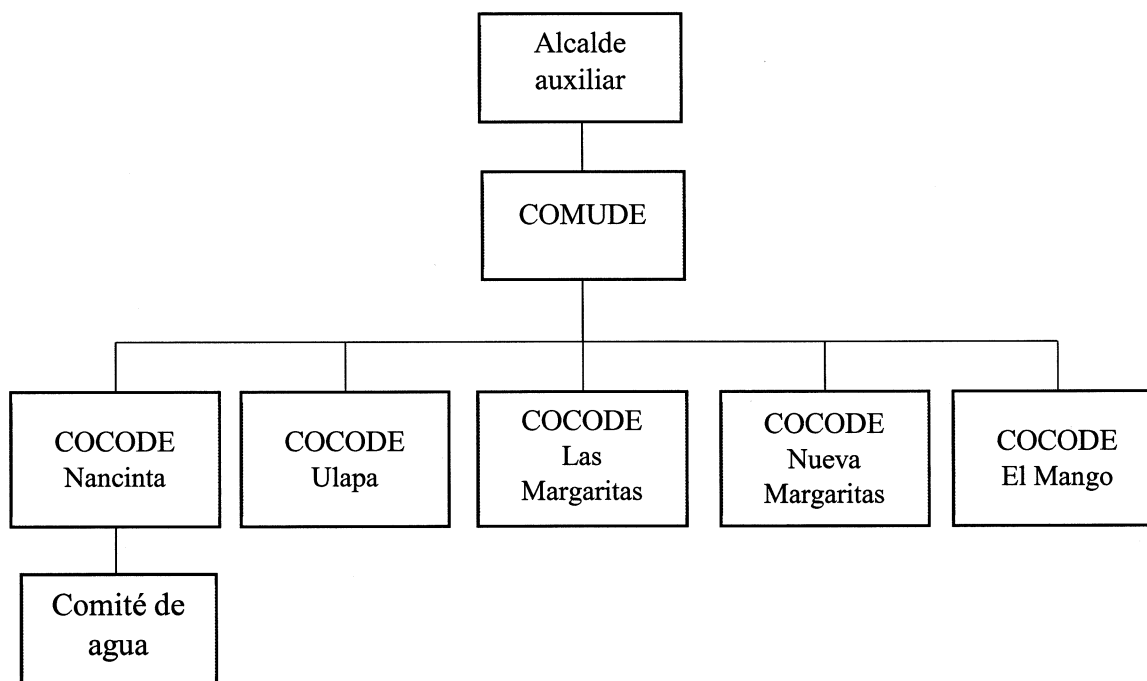 Alcalde
auxiliar
COMUDE
COCODE
Nancinta
COCODE
Ulapa
COCODE
Las
Margaritas
COCODE
Nueva
Margaritas
COCODE
El Mango
Comité de
agua